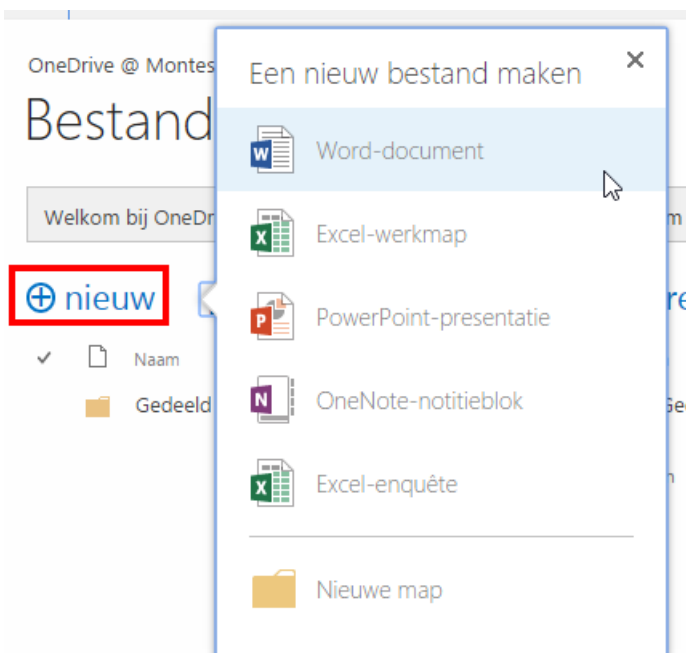 OneDrive @ Montes
Bestand
Welkom bij OneDr
nieuw
Naam
Gedeeld
Een nieuw bestand maken
Word-document
Excel-werkmap
PowerPoint-presentatie
OneNote-notitieblok
Excel-enquête
Nieuwe map